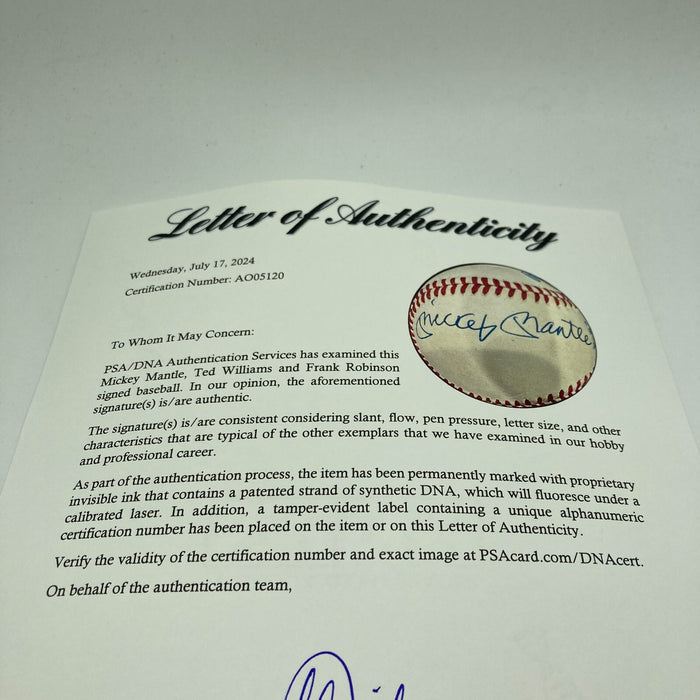 Letter of Authenticity
Wednesday, July 17, 2024
Certification Number: AO05120
Mickey Mantle
To Whom It May Concern:
PSA/DNA Authentication Services has examined this
Mickey Mantle, Ted Williams and Frank Robinson
signed baseball. In our opinion, the aforementioned
signature(s) is/are authentic.
The signature(s) is/are consistent considering slant, flow, pen pressure, letter size, and other
characteristics that are typical of the other exemplars that we have examined in our hobby
and professional career.
As part of the authentication process, the item has been permanently marked with proprietary
invisible ink that contains a patented strand of synthetic DNA, which will fluoresce under a
calibrated laser. In addition, a tamper-evident label containing a unique alphanumeric
certification number has been placed on the item or on this Letter of Authenticity.
Verify the validity of the certification number and exact image at PSAcard.com/DNAcert.
On behalf of the authentication team,